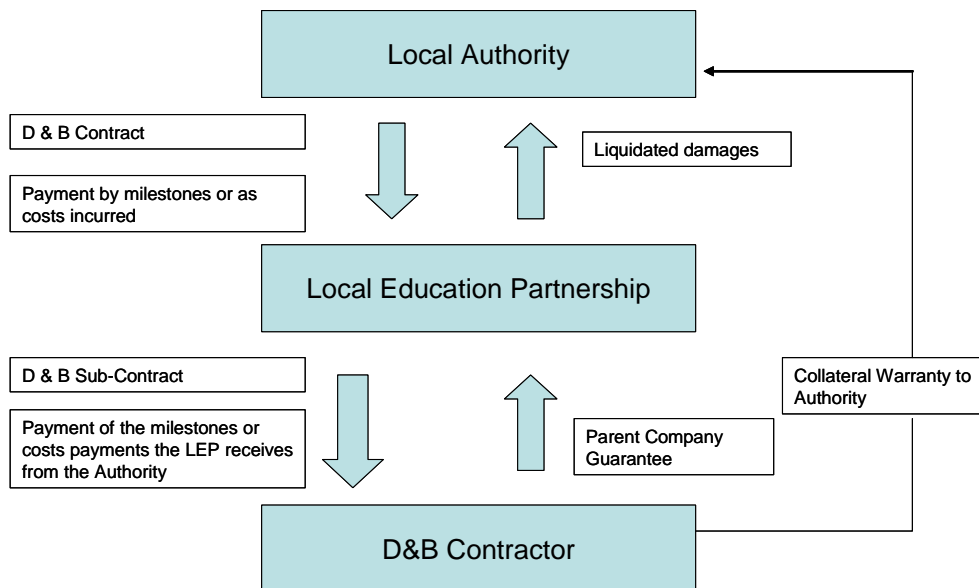 Local Authority
D & B Contract
Liquidated damages
Payment by milestones or as
costs incurred
Local Education Partnership
D & B Sub-Contract
Collateral Warranty to
Authority
Payment of the milestones or
costs payments the LEP receives
from the Authority
Parent Company
Guarantee
D&B Contractor